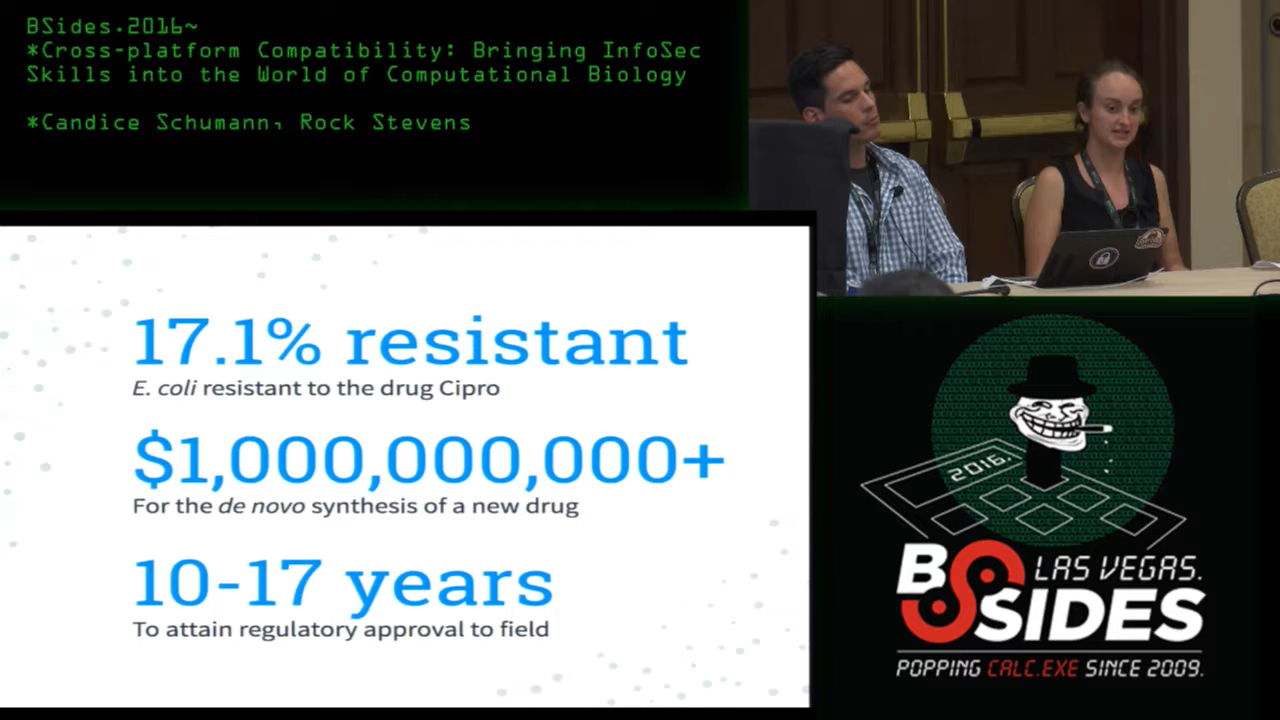 BSides.2016~
*Cross-platform Compatibility: Bringing InfoSec
Skills into the World of Computational Biology
*Candice Schumann, Rock Stevens
17.1% resistant
E. coli resistant to the drug Cipro
$1,000,000,000+
For the de novo synthesis of a new drug
10-17 years
To attain regulatory approval to field
2016.
BSIDES
LAS VEGAS.
POPPING CALC.EXE SINCE 2009.